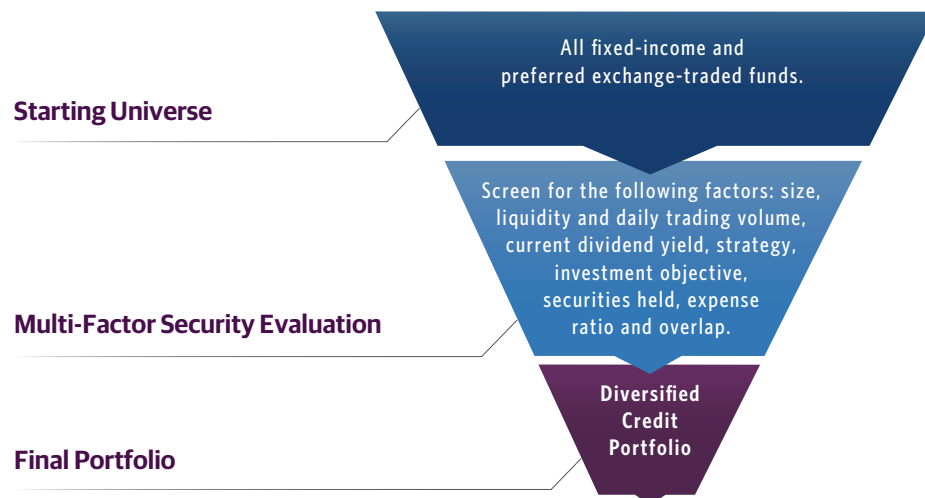 All fixed-income and
preferred exchange-traded funds.
Starting Universe
Screen for the following factors: size,
liquidity and daily trading volume,
current dividend yield, strategy,
investment objective,
securities held, expense
ratio and overlap.
Multi-Factor Security Evaluation
Diversified
Credit
Portfolio
Final Portfolio